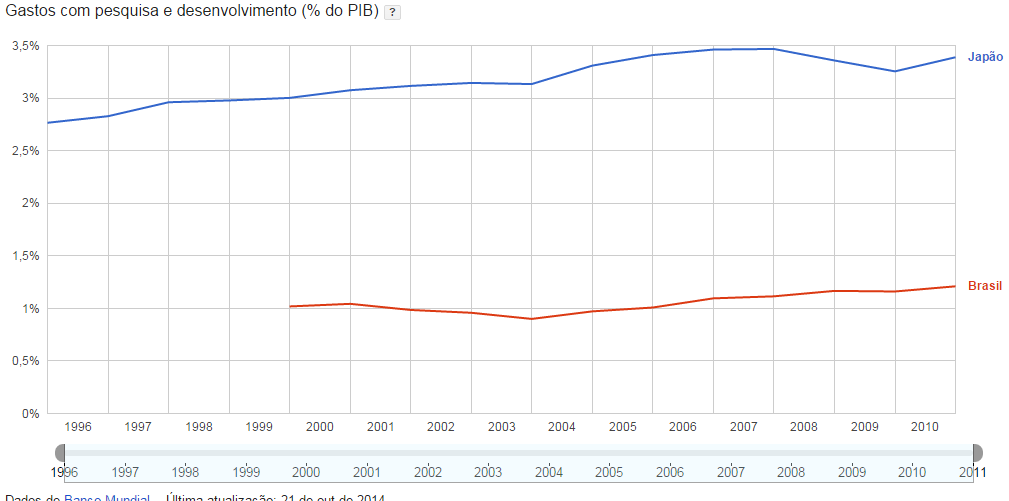 Gastos com pesquisa e desenvolvimento (% do PIB) ?
3,5%
Japão
3%
2,5%
2%
1,5%
Brasil
1%
0,5%
0%
1996 1997 1998 1999 2000 2001 2002 2003 2004 2005 2006 2007 2008 2009 2010
1996 1997 1998 1999 2000 2001 2002 2003 2004 2005 2006 2007 2008 2009 2010 2011
Dados de Banco Mundial Última atualização: 21 de out de 2014